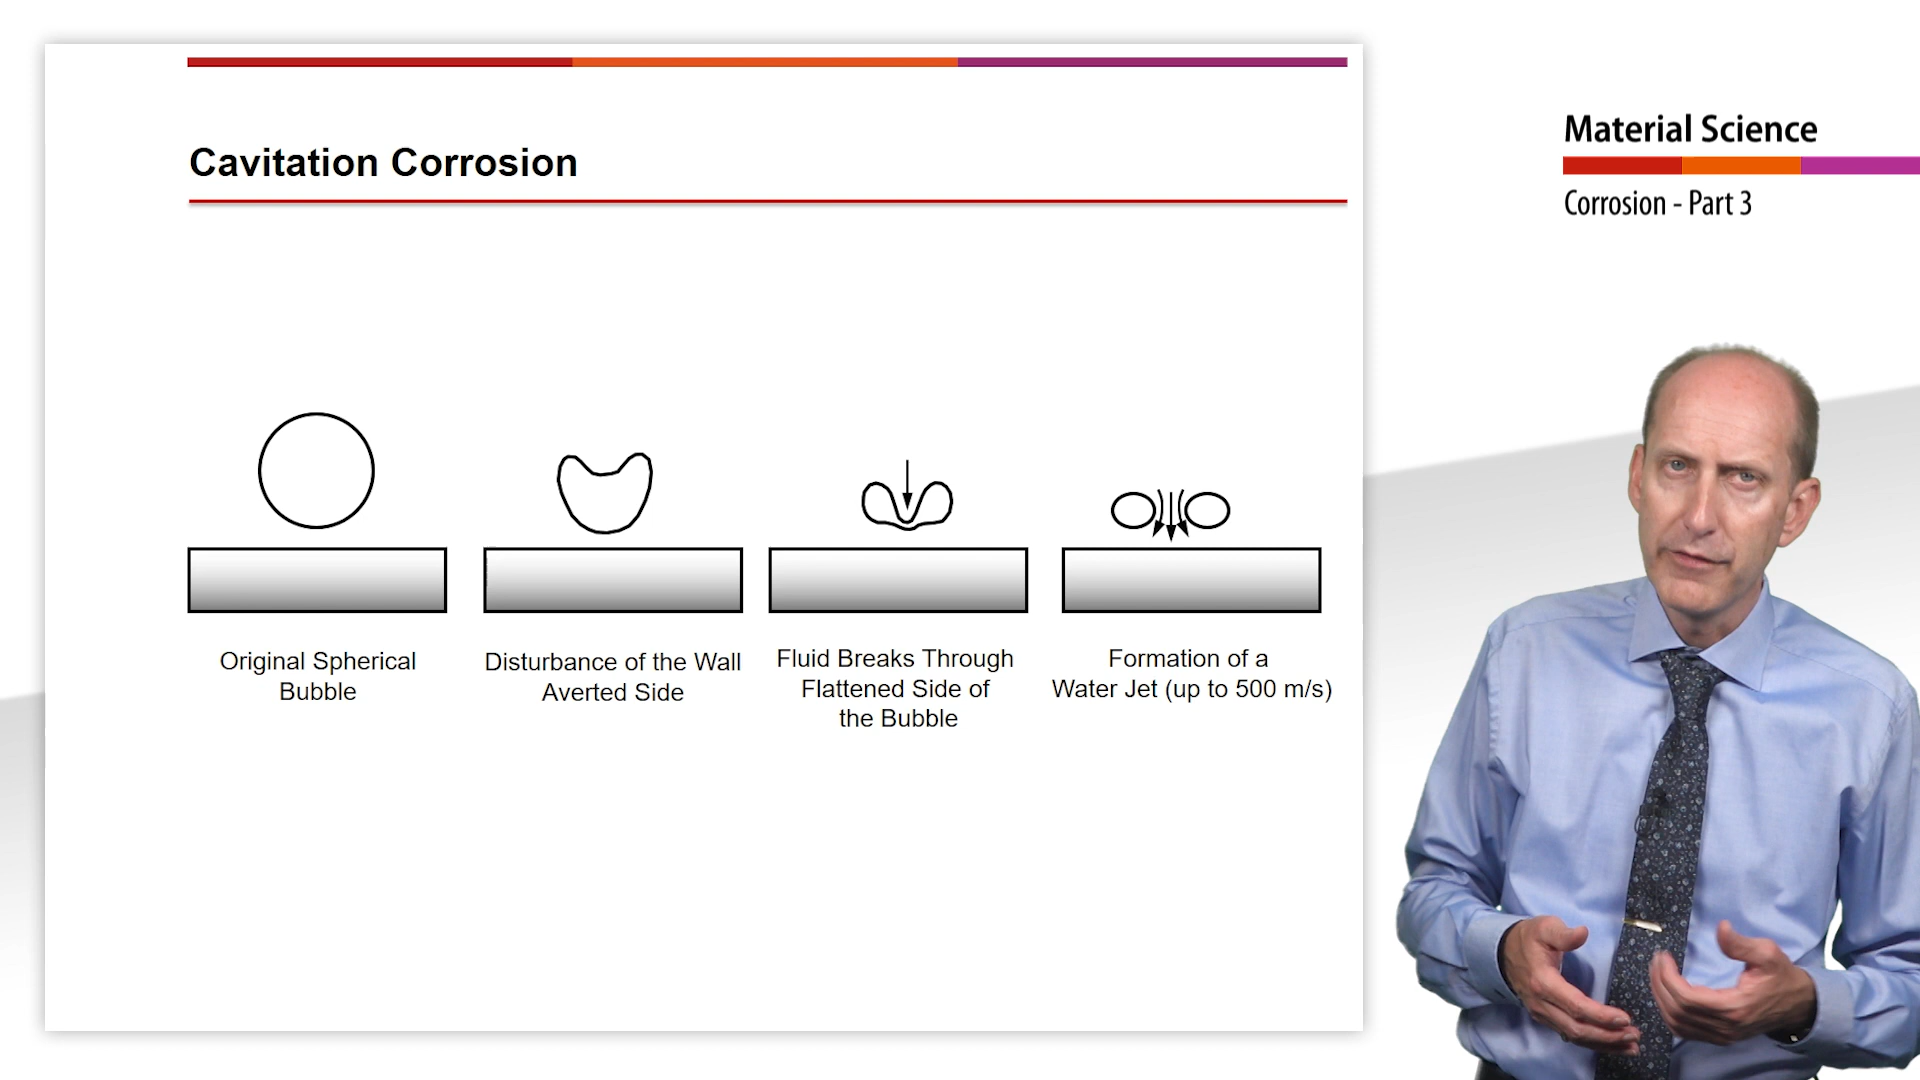 Cavitation Corrosion
Original Spherical
Bubble
Disturbance of the Wall
Averted Side
Fluid Breaks Through
Flattened Side of
the Bubble
Formation of a
Water Jet (up to 500 m/s)
Material Science
Corrosion - Part 3